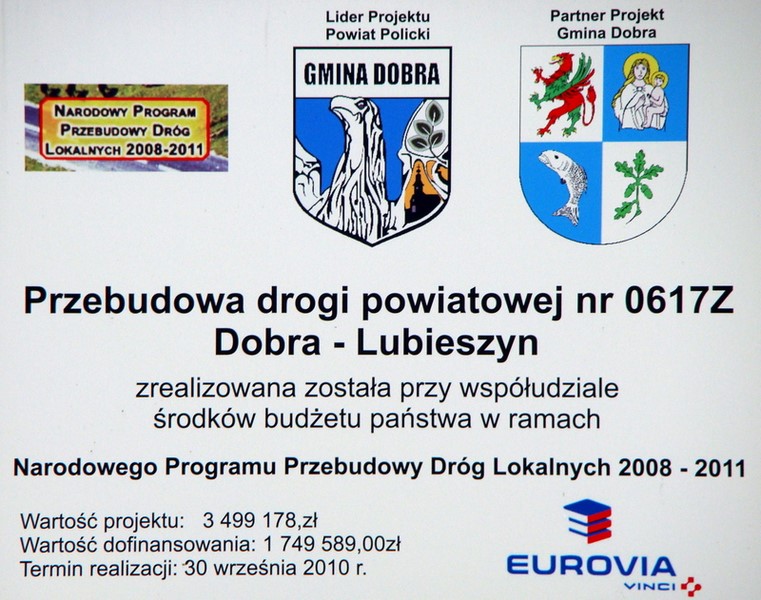 Lider Projektu
Powiat Policki
Partner Projekt
Gmina Dobra
GMINA DOBRA
NARODOWY PROGRAM
PRZEBUDOWY DRÓG
LOKALNYCH 2008-2011
Przebudowa drogi powiatowej nr 0617Z
Dobra - Lubieszyn
zrealizowana została przy współudziale
środków budżetu państwa w ramach
Narodowego Programu Przebudowy Dróg Lokalnych 2008 - 2011
Wartość projektu: 3 499 178,zł
Wartość dofinansowania: 1 749 589,00zł
Termin realizacji: 30 września 2010 r.
EUROVIA
VINCI